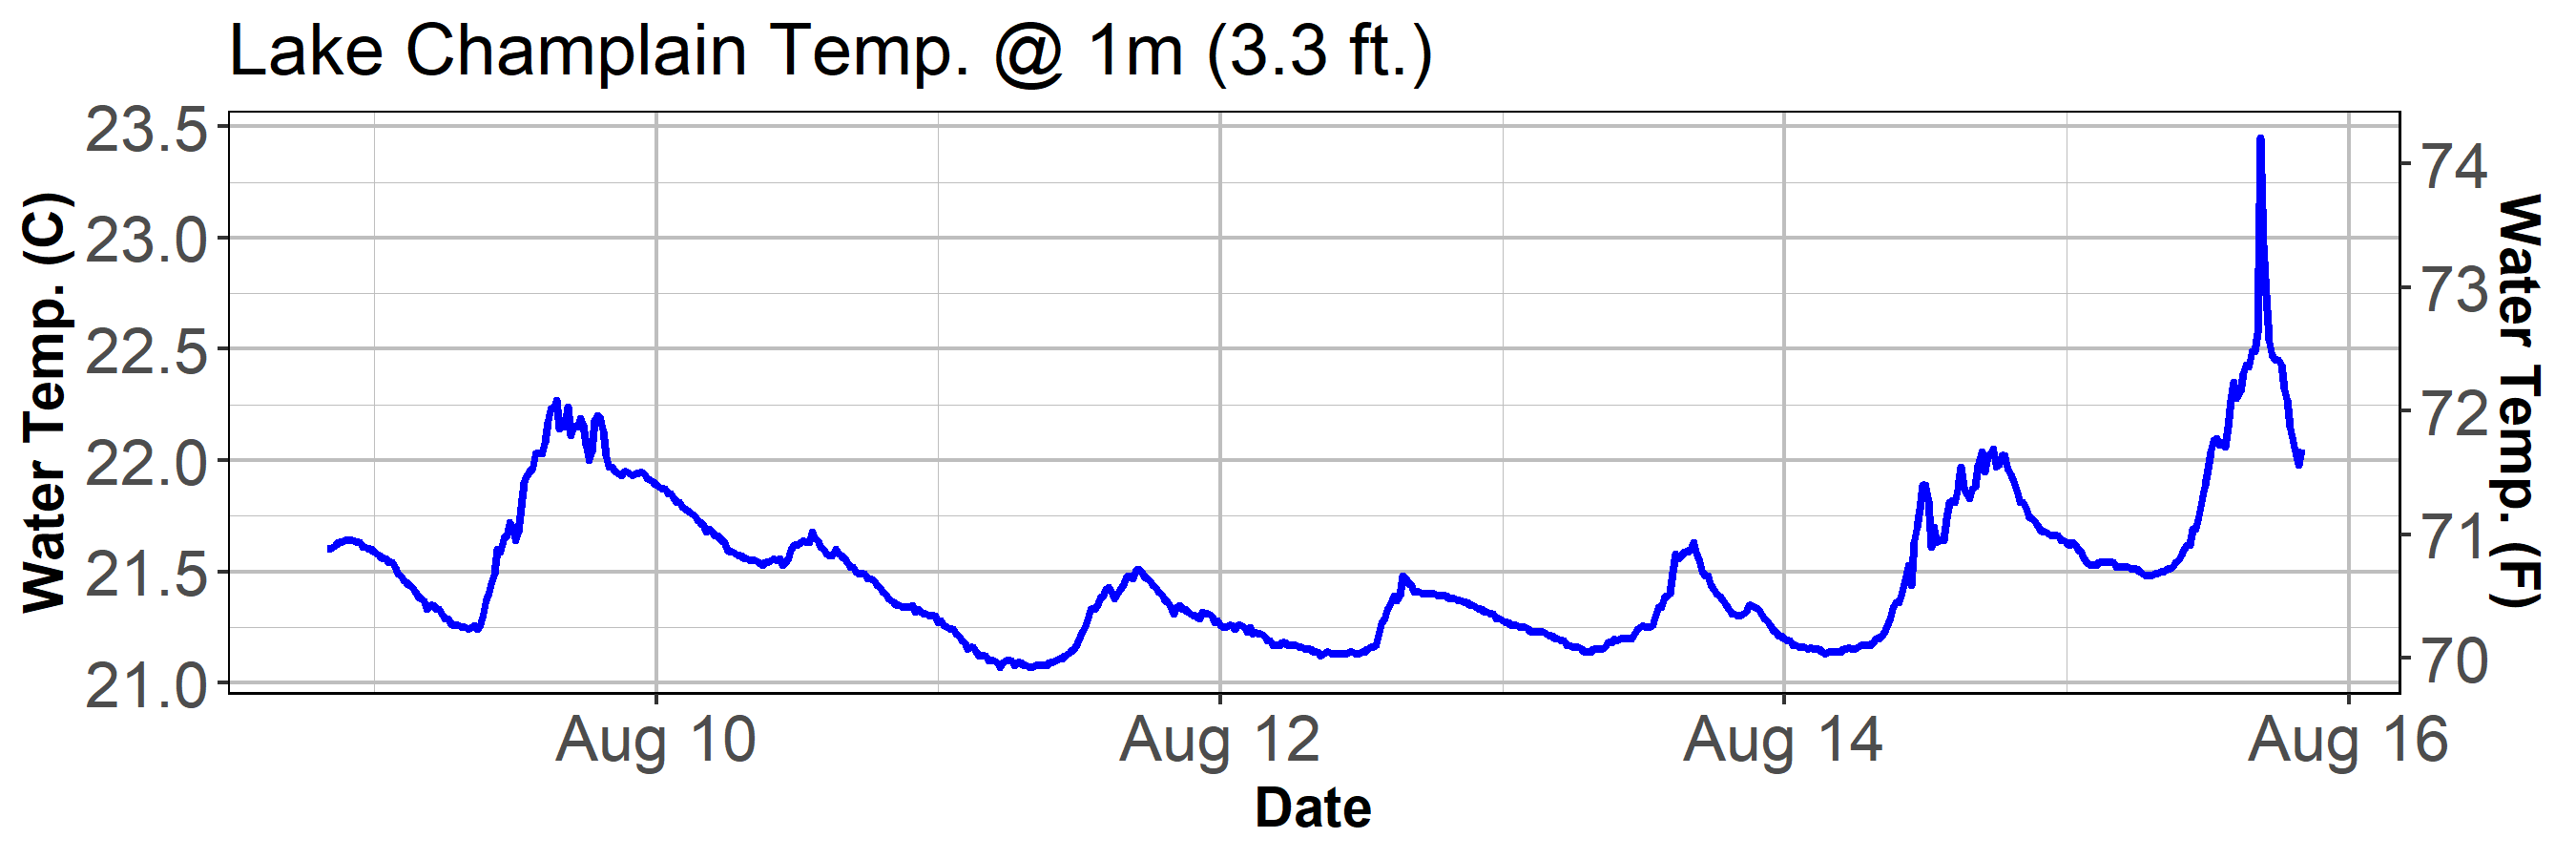 Lake Champlain Temp. @ 1m (3.3 ft.)
Water Temp. (C)
23.5
23.0
22.5
22.0
21.5
21.0
74
73
72
71
70
Water Temp. (F)
Aug 10
Aug 12
Aug 14
Aug 16
Date